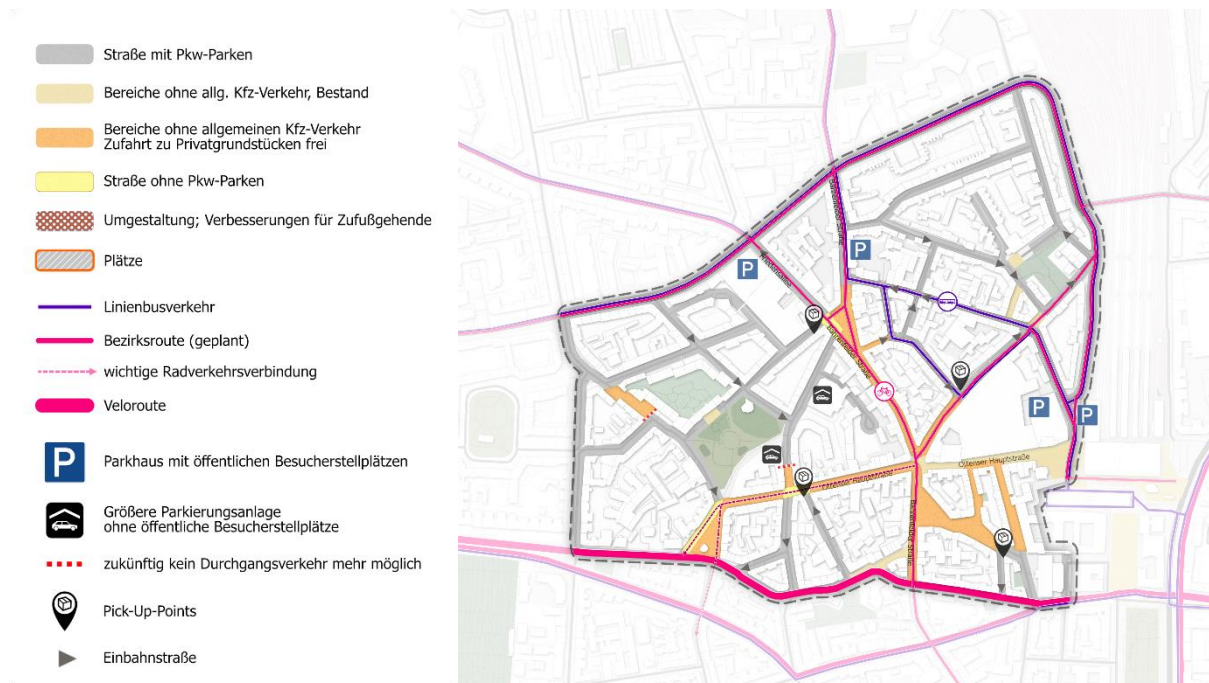 Straße mit Pkw-Parken
Bereiche ohne allg. Kfz-Verkehr, Bestand
Bereiche ohne allgemeinen Kfz-Verkehr
Zufahrt zu Privatgrundstücken frei
Straße ohne Pkw-Parken
Umgestaltung; Verbesserungen für Zufußgehende
Plätze
Linienbusverkehr
Bezirksroute (geplant)
wichtige Radverkehrsverbindung
Veloroute
P
Parkhaus mit öffentlichen Besucherstellplätzen
Größere Parkierungsanlage
ohne öffentliche Besucherstellplätze
zukünftig kein Durchgangsverkehr mehr möglich
Pick-Up-Points
Einbahnstraße
P
P
Bahrenfelder Straße
Ottenser Hauptstraße
P
P